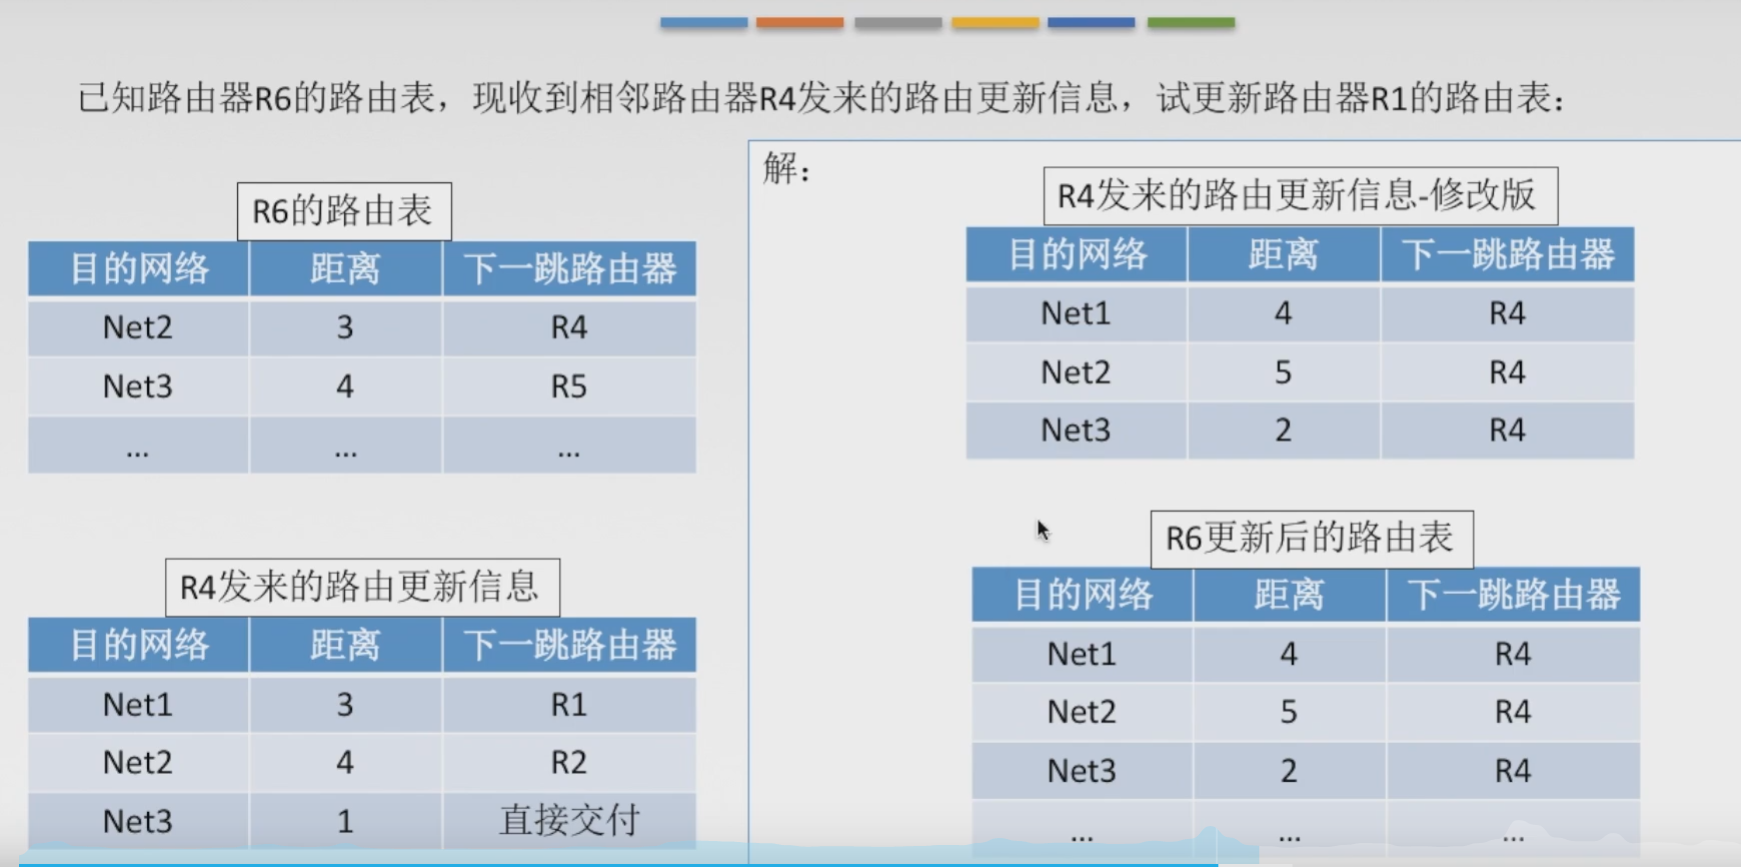 已知路由器R6的路由表，现收到相邻路由器R4发来的路由更新信息，试更新路由器R1的路由表：
R6的路由表
目的网络 距离 下一跳路由器
Net2 3 R4
Net3 4 R5
... ... ...
R4发来的路由更新信息
目的网络 距离 下一跳路由器
Net1 3 R1
Net2 4 R2
Net3 1 直接交付
解：
R4发来的路由更新信息-修改版
目的网络 距离 下一跳路由器
Net1 4 R4
Net2 5 R4
Net3 2 R4
R6更新后的路由表
目的网络 距离 下一跳路由器
Net1 4 R4
Net2 5 R4
Net3 2 R4
... ... ...